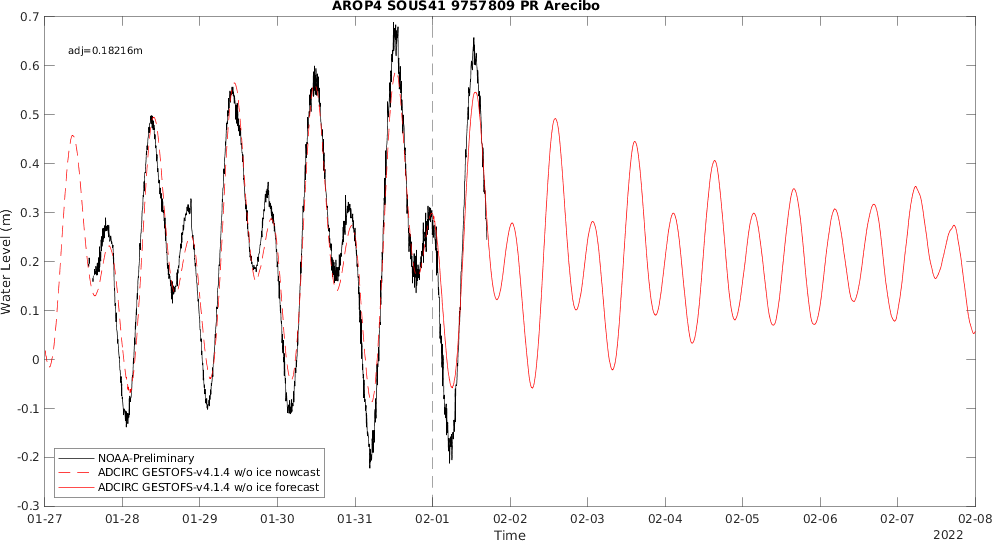 AROP4 SOUS41 9757809 PR Arecibo
adj=0.18216m
Water Level (m)
0.7
0.6
0.5
0.4
0.3
0.2
0.1
0
-0.1
-0.2
-0.3
NOAA-Preliminary
ADCIRC GESTOFS-v4.1.4 w/o ice nowcast
ADCIRC GESTOFS-v4.1.4 w/o ice forecast
01-27 01-28 01-29 01-30 01-31 02-01 02-02 02-03 02-04 02-05 02-06 02-07 02-08
Time
2022